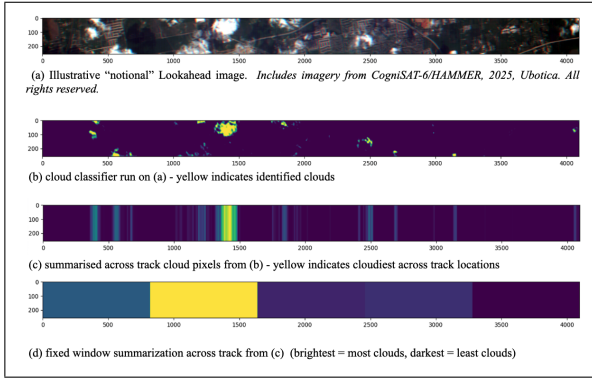 0
100
200
0 500 1000 1500 2000 2500 3000 3500 4000
(a) Illustrative “notional” Lookahead image. Includes imagery from CogniSAT-6/HAMMER, 2025, Ubotica. All
rights reserved.
0
100
200
0 500 1000 1500 2000 2500 3000 3500 4000
(b) cloud classifier run on (a) - yellow indicates identified clouds
0
100
200
0 500 1000 1500 2000 2500 3000 3500 4000
(c) summarised across track cloud pixels from (b) - yellow indicates cloudiest across track locations
0
100
200
0 500 1000 1500 2000 2500 3000 3500 4000
(d) fixed window summarization across track from (c) (brightest = most clouds, darkest = least clouds)